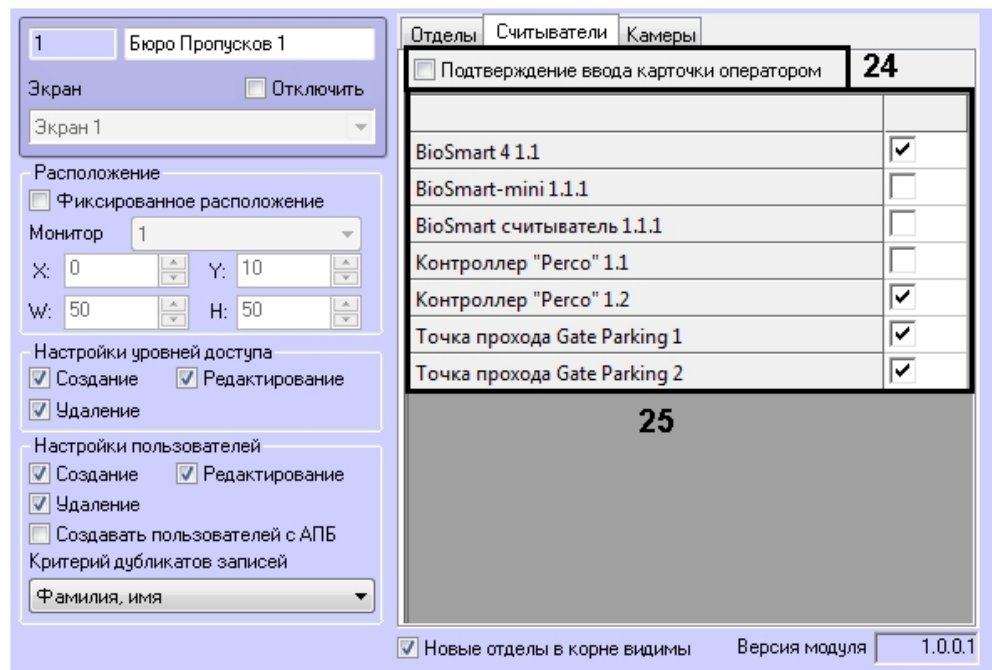 1 Бюро Пропусков 1
Экран Отключить
Экран 1
Расположение
Фиксированное расположение
Монитор 1
X: 0 Y: 10
W: 50 H: 50
Настройки уровней доступа
Создание Редактирование
Удаление
Настройки пользователей
Создание Редактирование
Удаление
Создавать пользователей с АПБ
Критерий дубликатов записей
Фамилия, имя
Отделы Считыватели Камеры
Подтверждение ввода карточки оператором 24
BioSmart 4 1.1
BioSmart-mini 1.1.1
BioSmart считыватель 1.1.1
Контроллер "Perco" 1.1
Контроллер "Perco" 1.2
Точка прохода Gate Parking 1
Точка прохода Gate Parking 2
25
Новые отделы в корне видимы Версия модуля 1.0.0.1